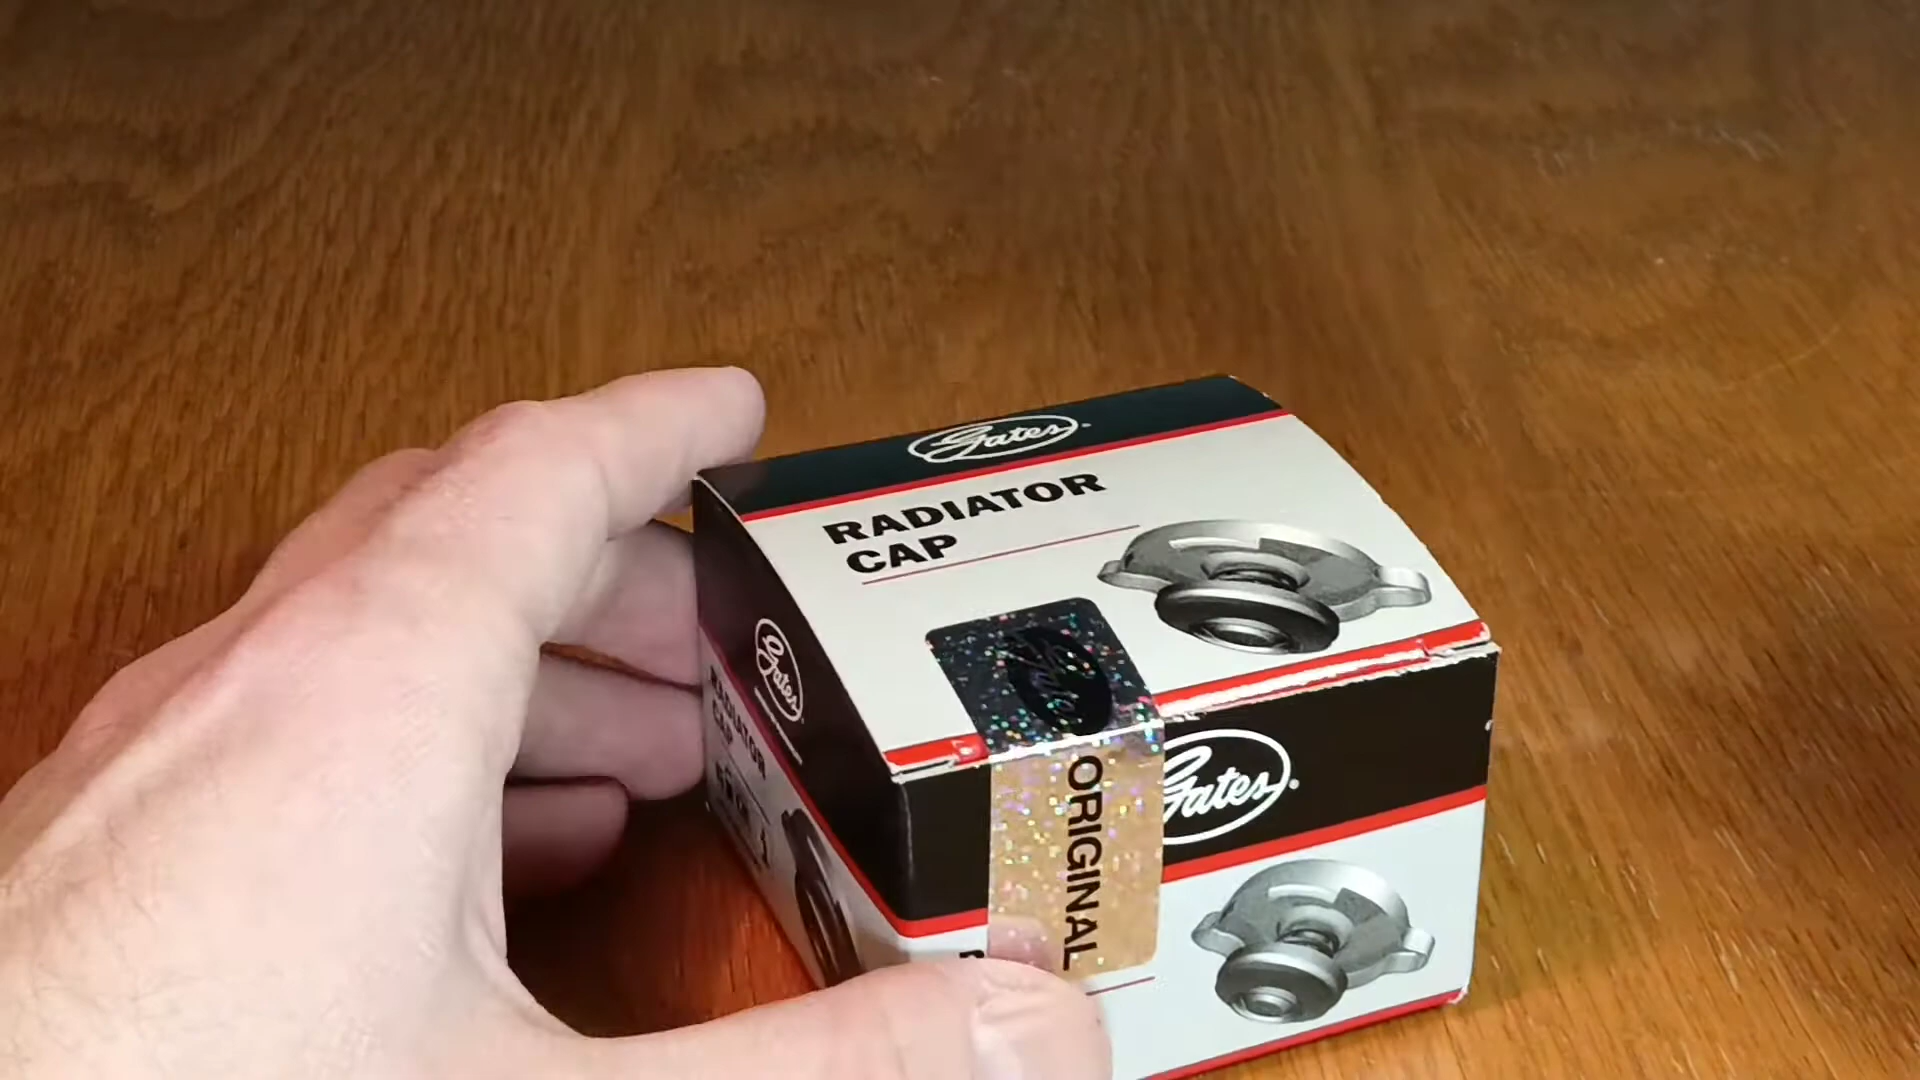 Gates
RADIATOR
CAP
Gates
Gates
RADIATOR
CAP
ORIGINAL
Gates